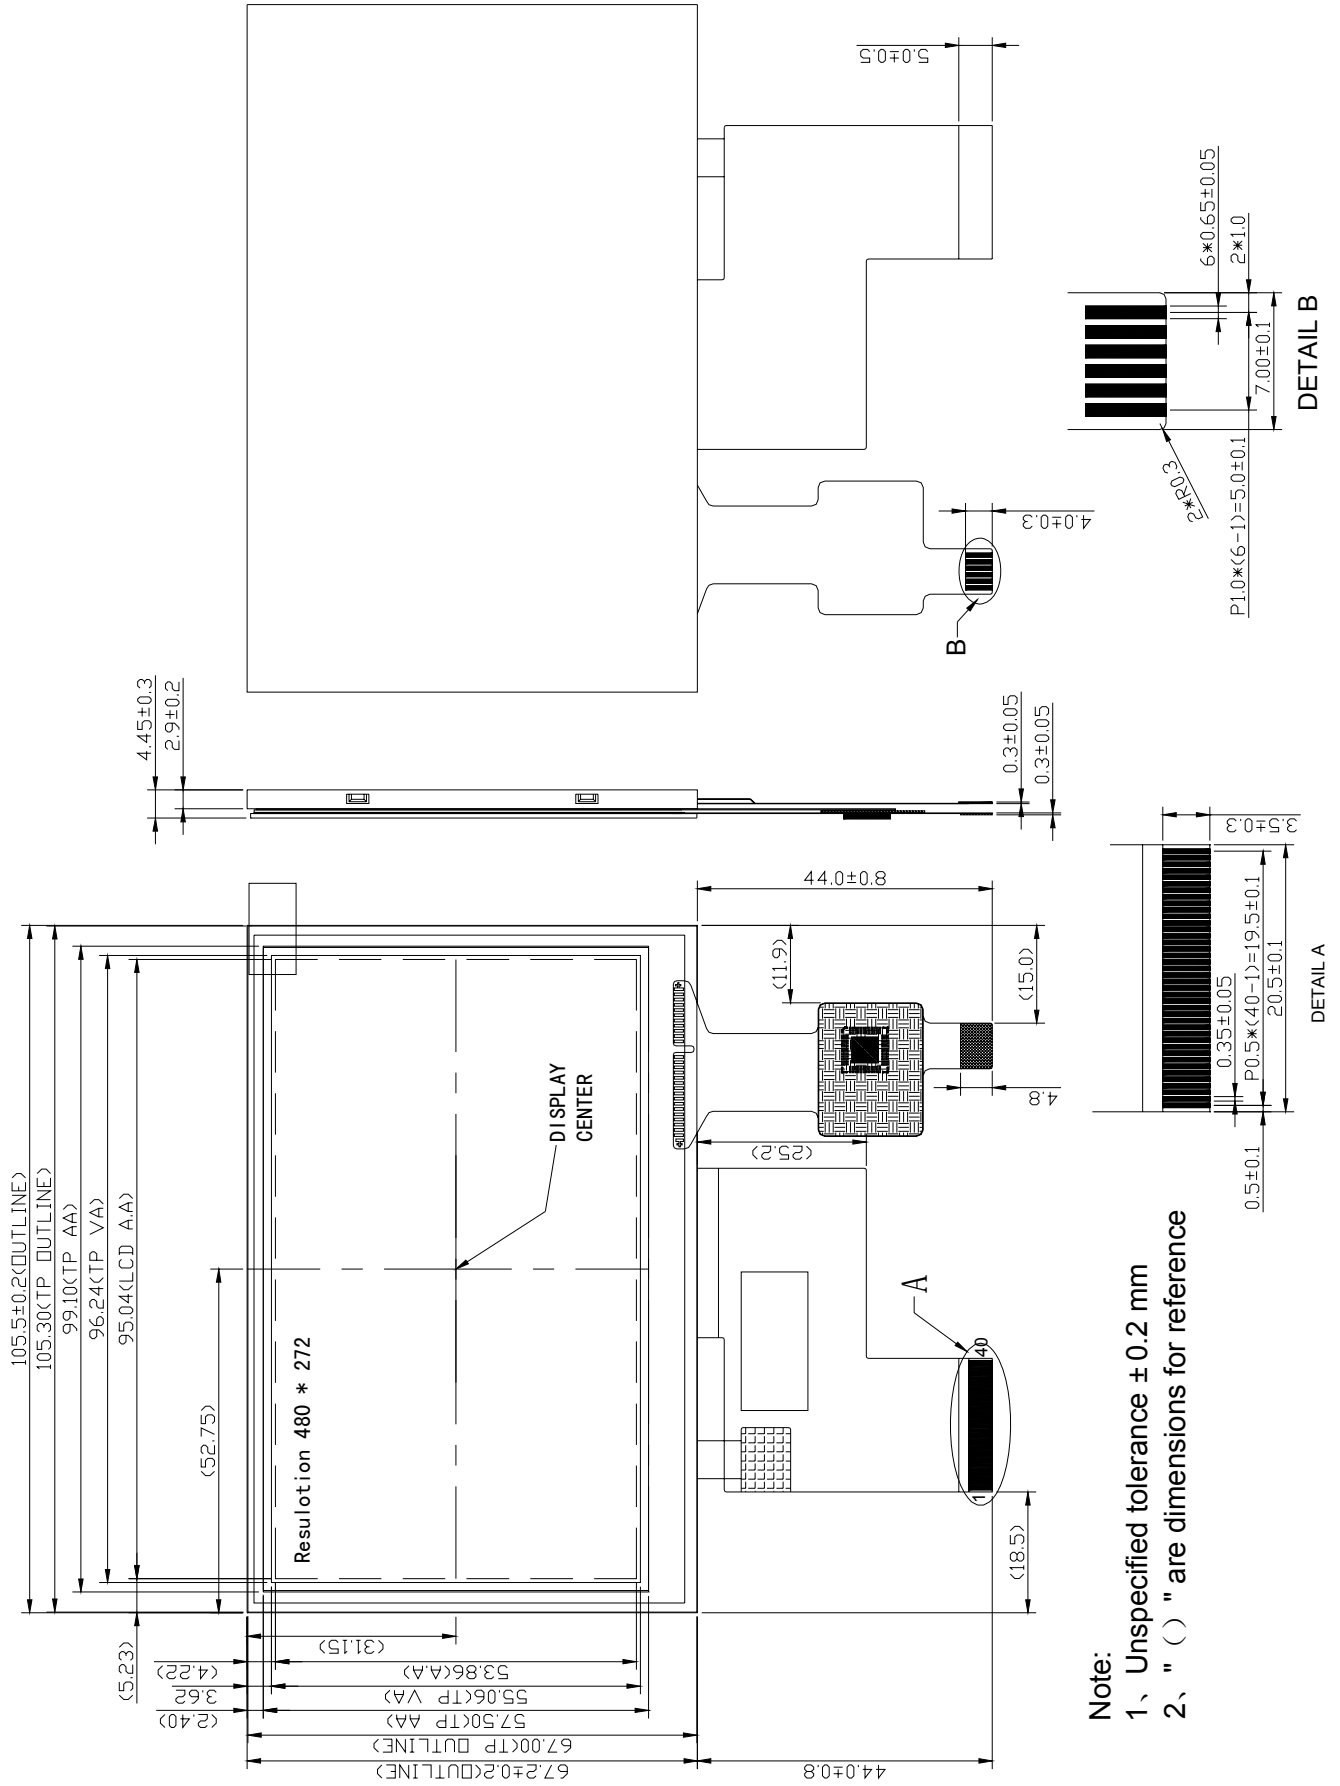 105.5±0.2(OUTLINE)
105.30(TP OUTLINE)
99.10(TP AA)
96.24(TP VA)
95.04(LCD A.A)
(52.75)
(5.23)
Resulotion 480 * 272
DISPLAY
CENTER
(31.15)
(4.22)
53.86(A.A)
3.62
55.06(TP VA)
(2.40)
57.50(TP AA)
67.00(TP OUTLINE)
67.2±0.2(OUTLINE)
44.0±0.8
(18.5)
1
40
A
(25.2)
4.8
(11.9)
(15.0)
44.0±0.8
4.45±0.3
2.9±0.2
0.3±0.05
0.3±0.05
5.0±0.5
4.0±0.3
B
6*0.65±0.05
2*1.0
7.00±0.1
P1.0*(6-1)=5.0±0.1
2*R0.3
DETAIL B
3.5±0.3
0.35±0.05
P0.5*(40-1)=19.5±0.1
20.5±0.1
0.5±0.1
DETAIL A
Note:
1、Unspecified tolerance ± 0.2 mm
2、" () " are dimensions for reference